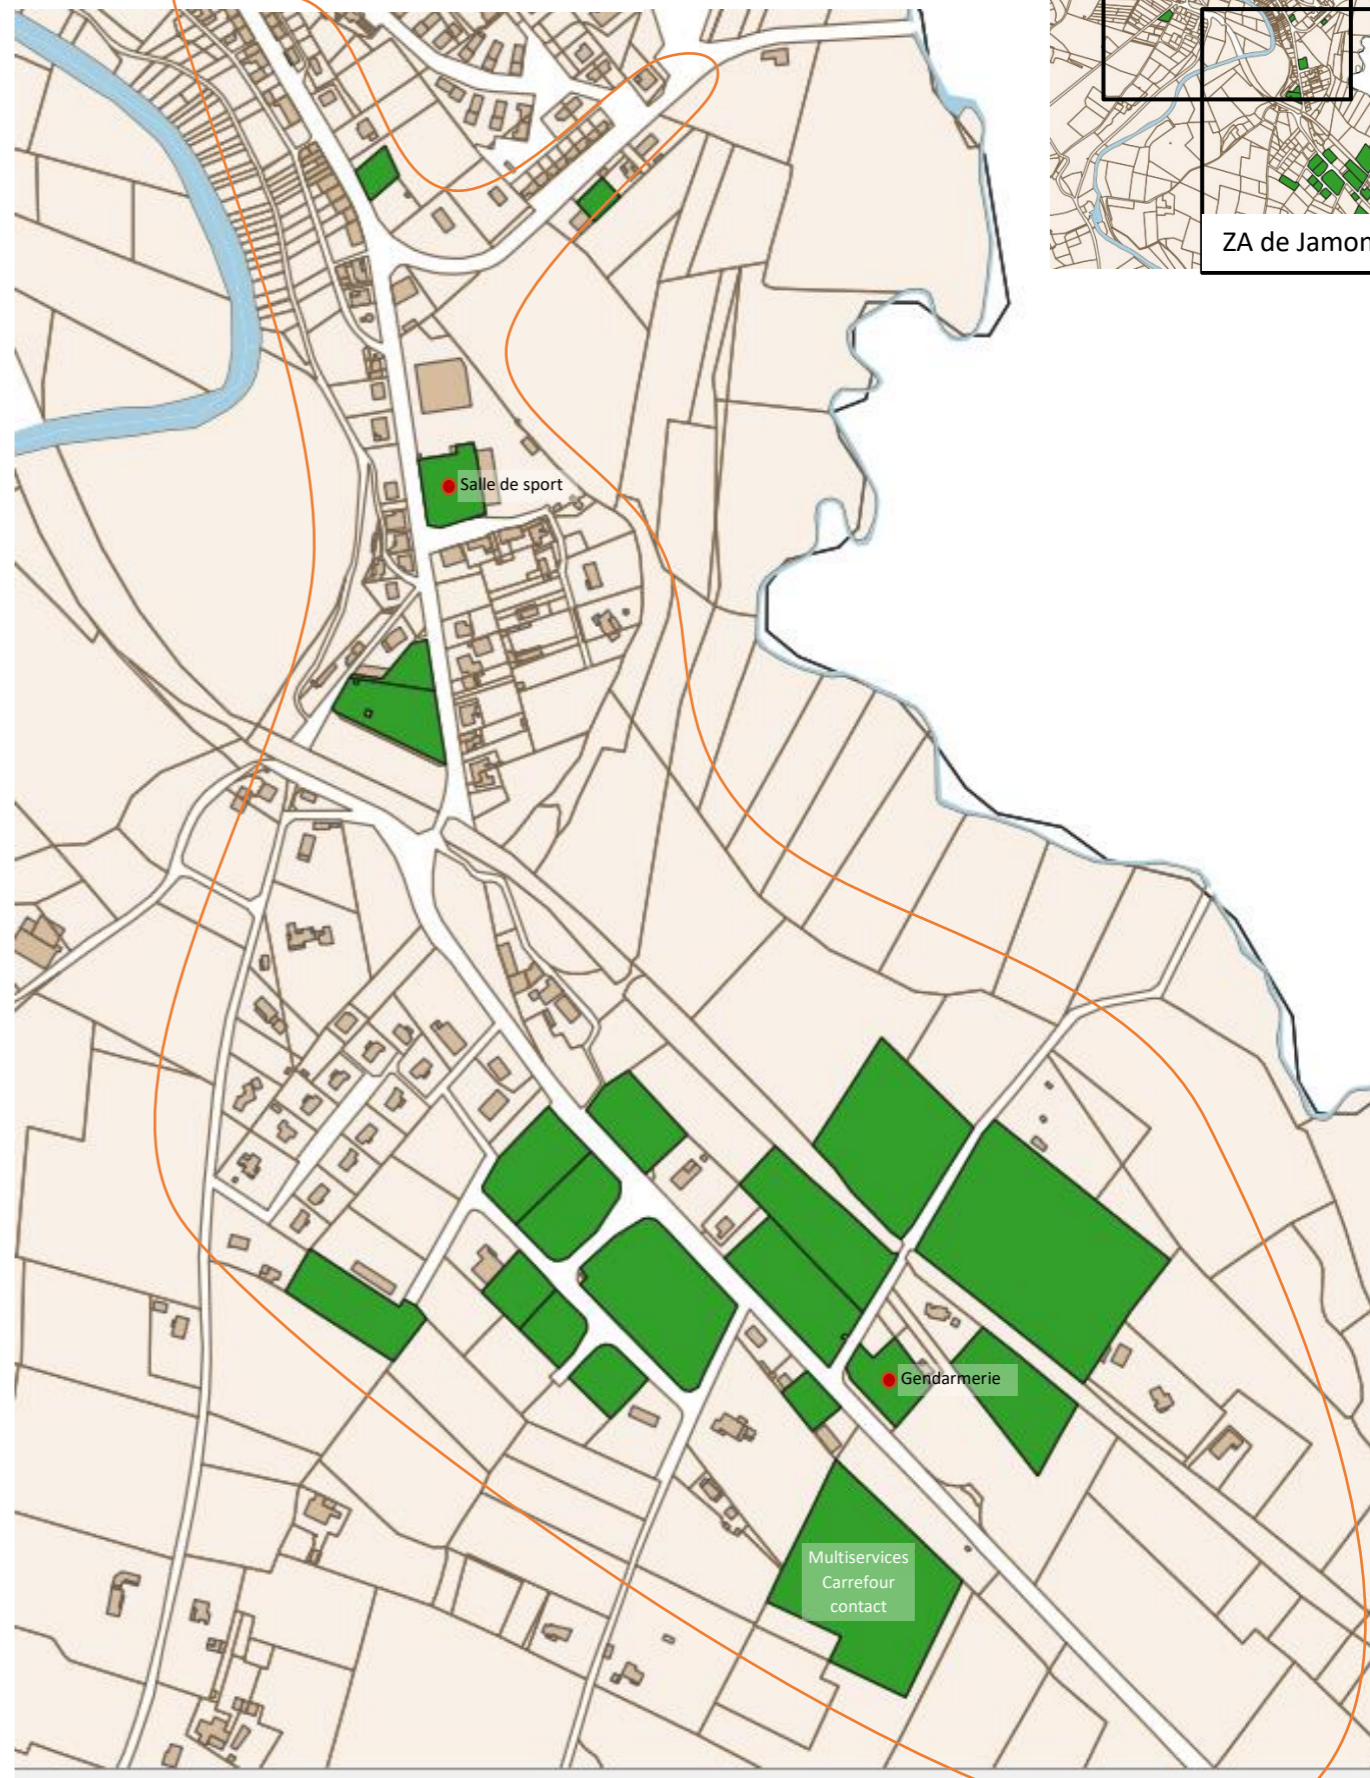 ZA de Jamon
Salle de sport
Gendarmerie
Multiservices
Carrefour
contact